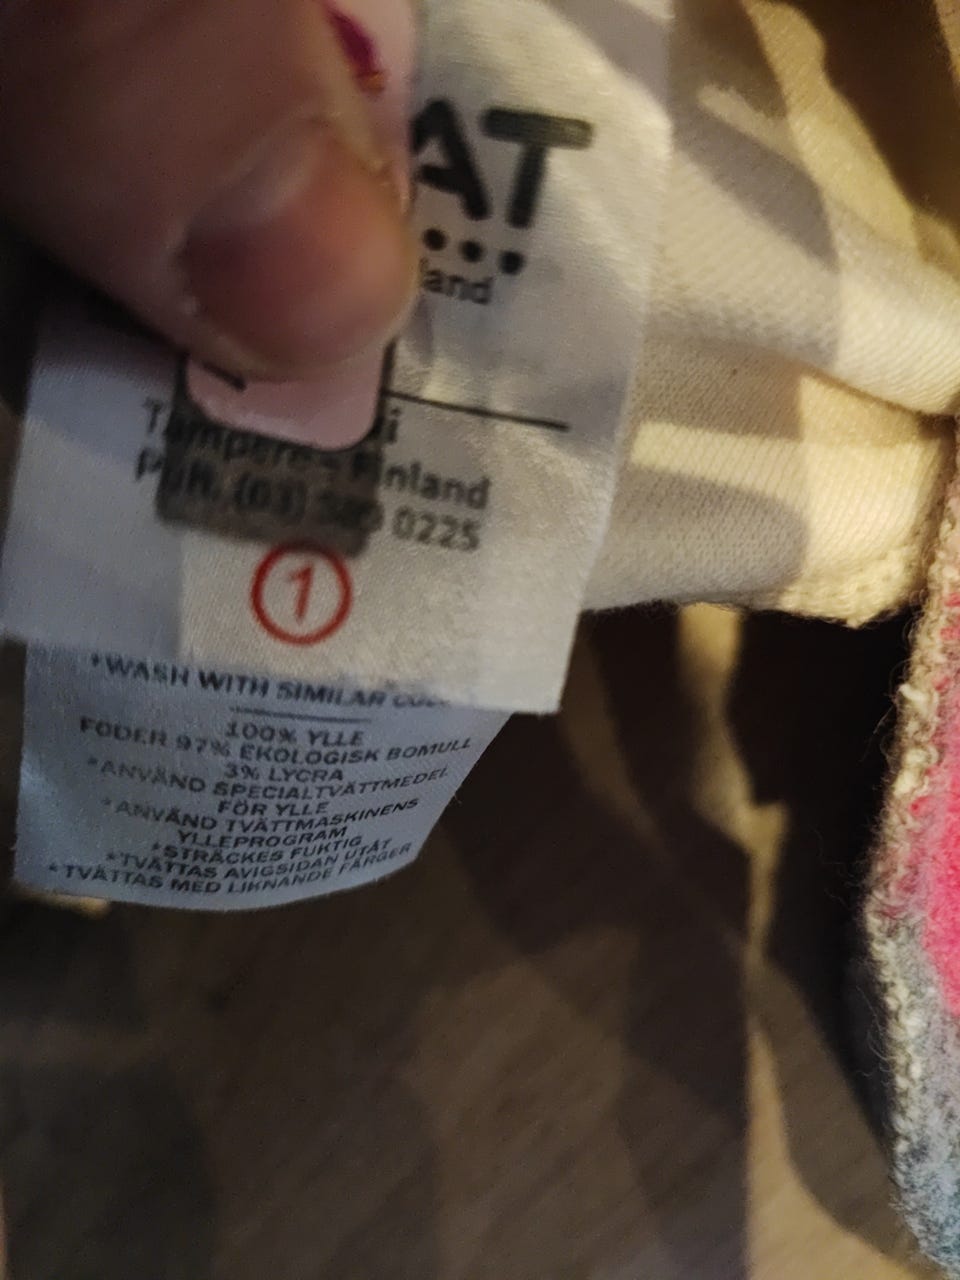 AT
land
Tampere - Finland
0225
1
*WASH WITH SIMILAR
100% YLLE
FODER 97% EKOLOGISK BOMULL
3% LYCRA
*ANVÄND SPECIALTVÄTTMEDEL
FÖR YLLE
*ANVÄND TVÄTTMASKINENS
YLLEPROGRAM
*STRÄCKES FUKTIG
*TVÄTTAS AVIGSIDAN UTÅT
*TVÄTTAS MED LIKNANDE FÄRGER